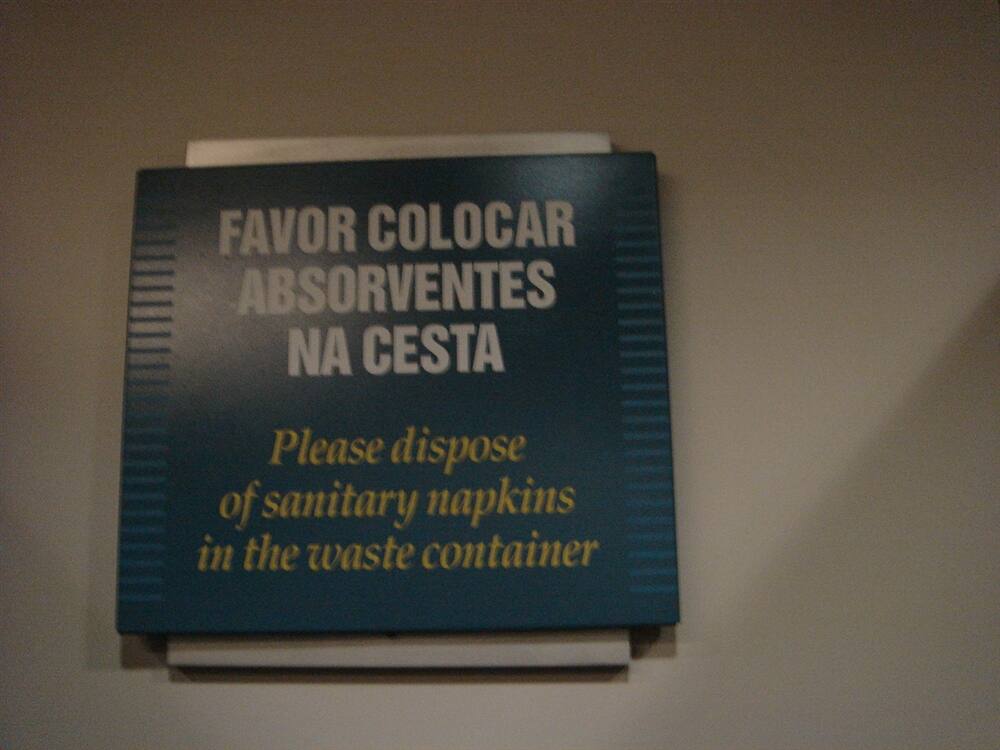 FAVOR COLOCAR
ABSORVENTES
NA CESTA
Please dispose
of sanitary napkins
in the waste container